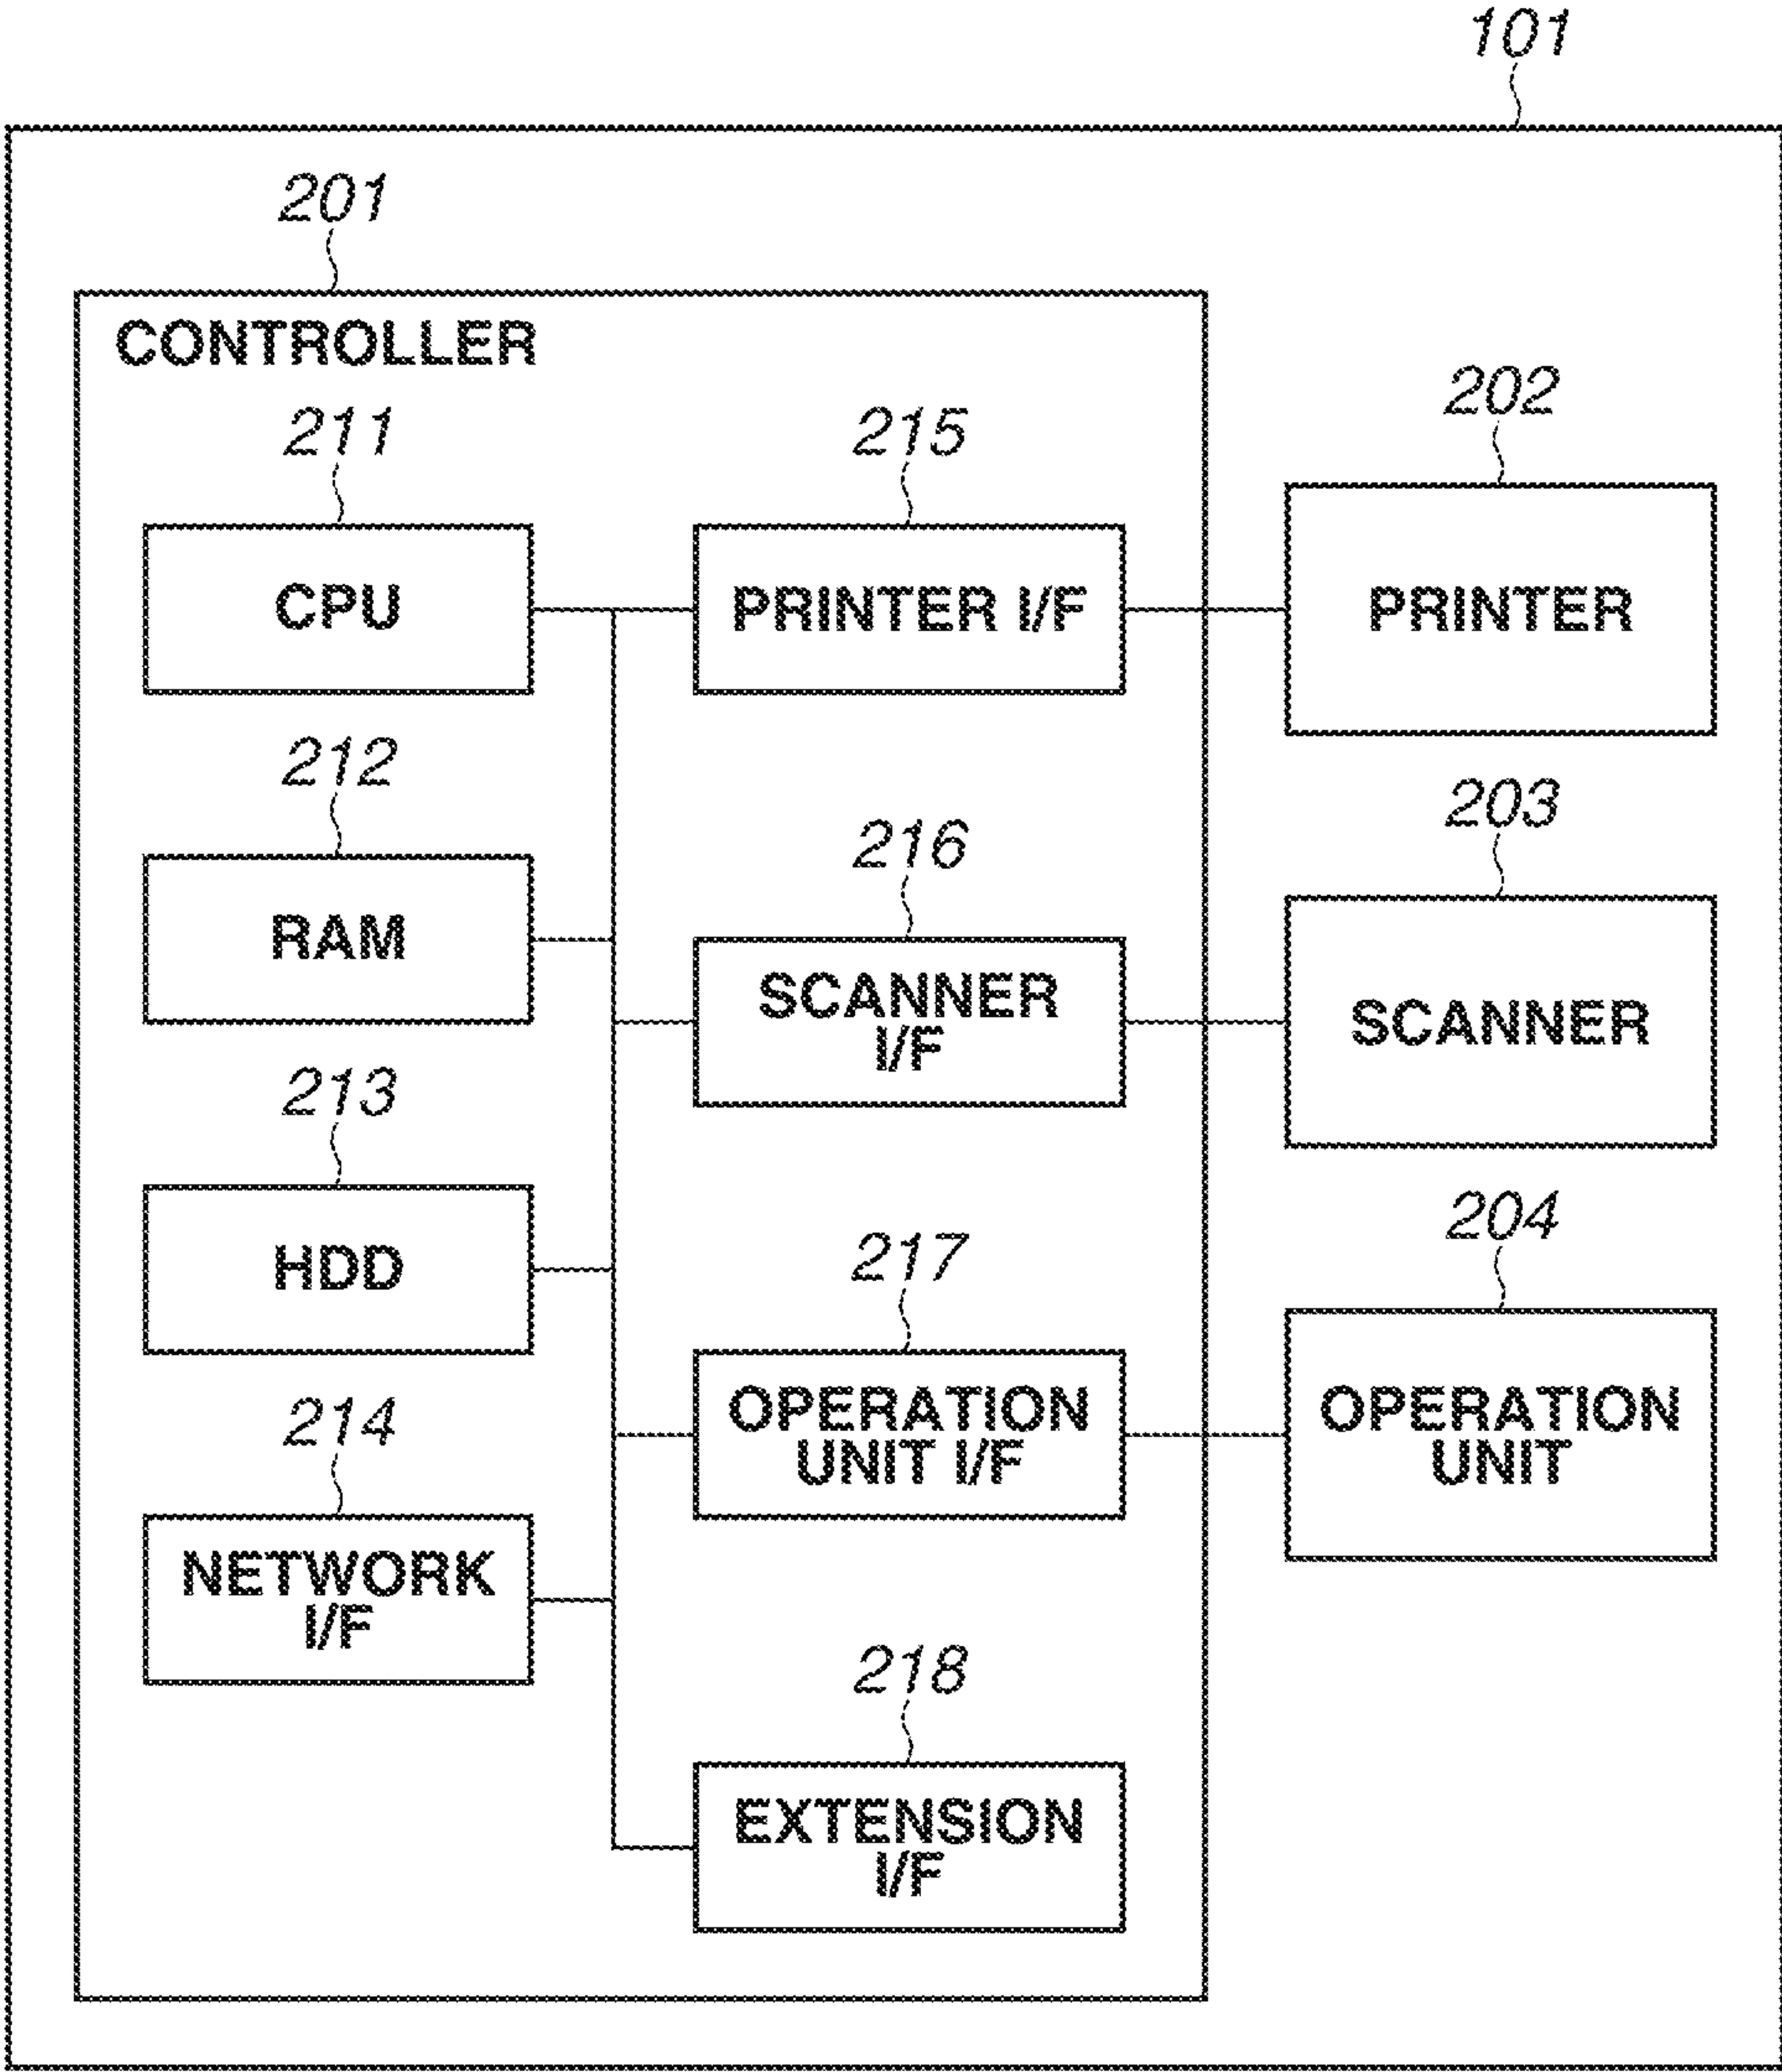 101
201
CONTROLLER
211
215
202
CPU
PRINTER I/F
PRINTER
212
216
203
RAM
SCANNER
I/F
SCANNER
213
217
204
HDD
OPERATION
UNIT I/F
OPERATION
UNIT
214
218
NETWORK
I/F
EXTENSION
I/F